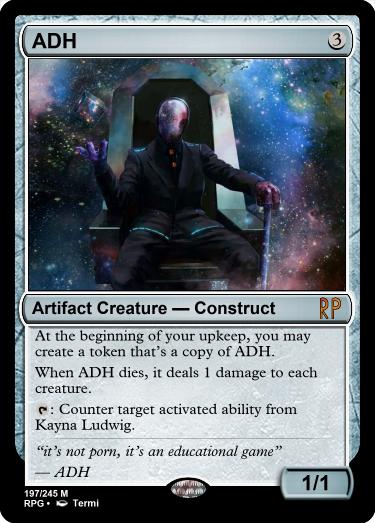 ADH
3
Artifact Creature — Construct
RP
At the beginning of your upkeep, you may
create a token that's a copy of ADH.
When ADH dies, it deals 1 damage to each
creature.
: Counter target activated ability from
Kayna Ludwig.
“it's not porn, it's an educational game”
— ADH
1/1
197/245 M
RPG • Termi